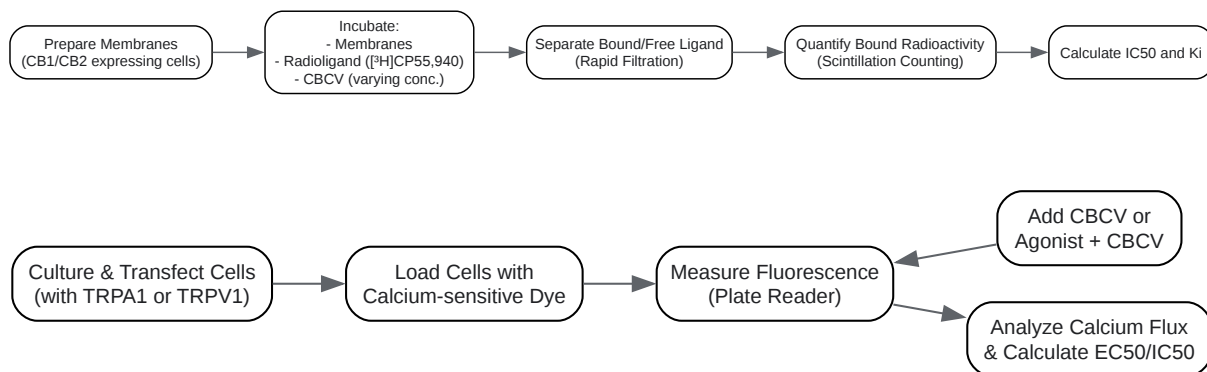 Prepare Membranes
(CB1/CB2 expressing cells)
Incubate:
- Membranes
- Radioligand ([³H]CP55,940)
- CBCV (varying conc.)
Separate Bound/Free Ligand
(Rapid Filtration)
Quantify Bound Radioactivity
(Scintillation Counting)
Calculate IC50 and Ki
Culture & Transfect Cells
(with TRPA1 or TRPV1)
Load Cells with
Calcium-sensitive Dye
Measure Fluorescence
(Plate Reader)
Add CBCV or
Agonist + CBCV
Analyze Calcium Flux
& Calculate EC50/IC50